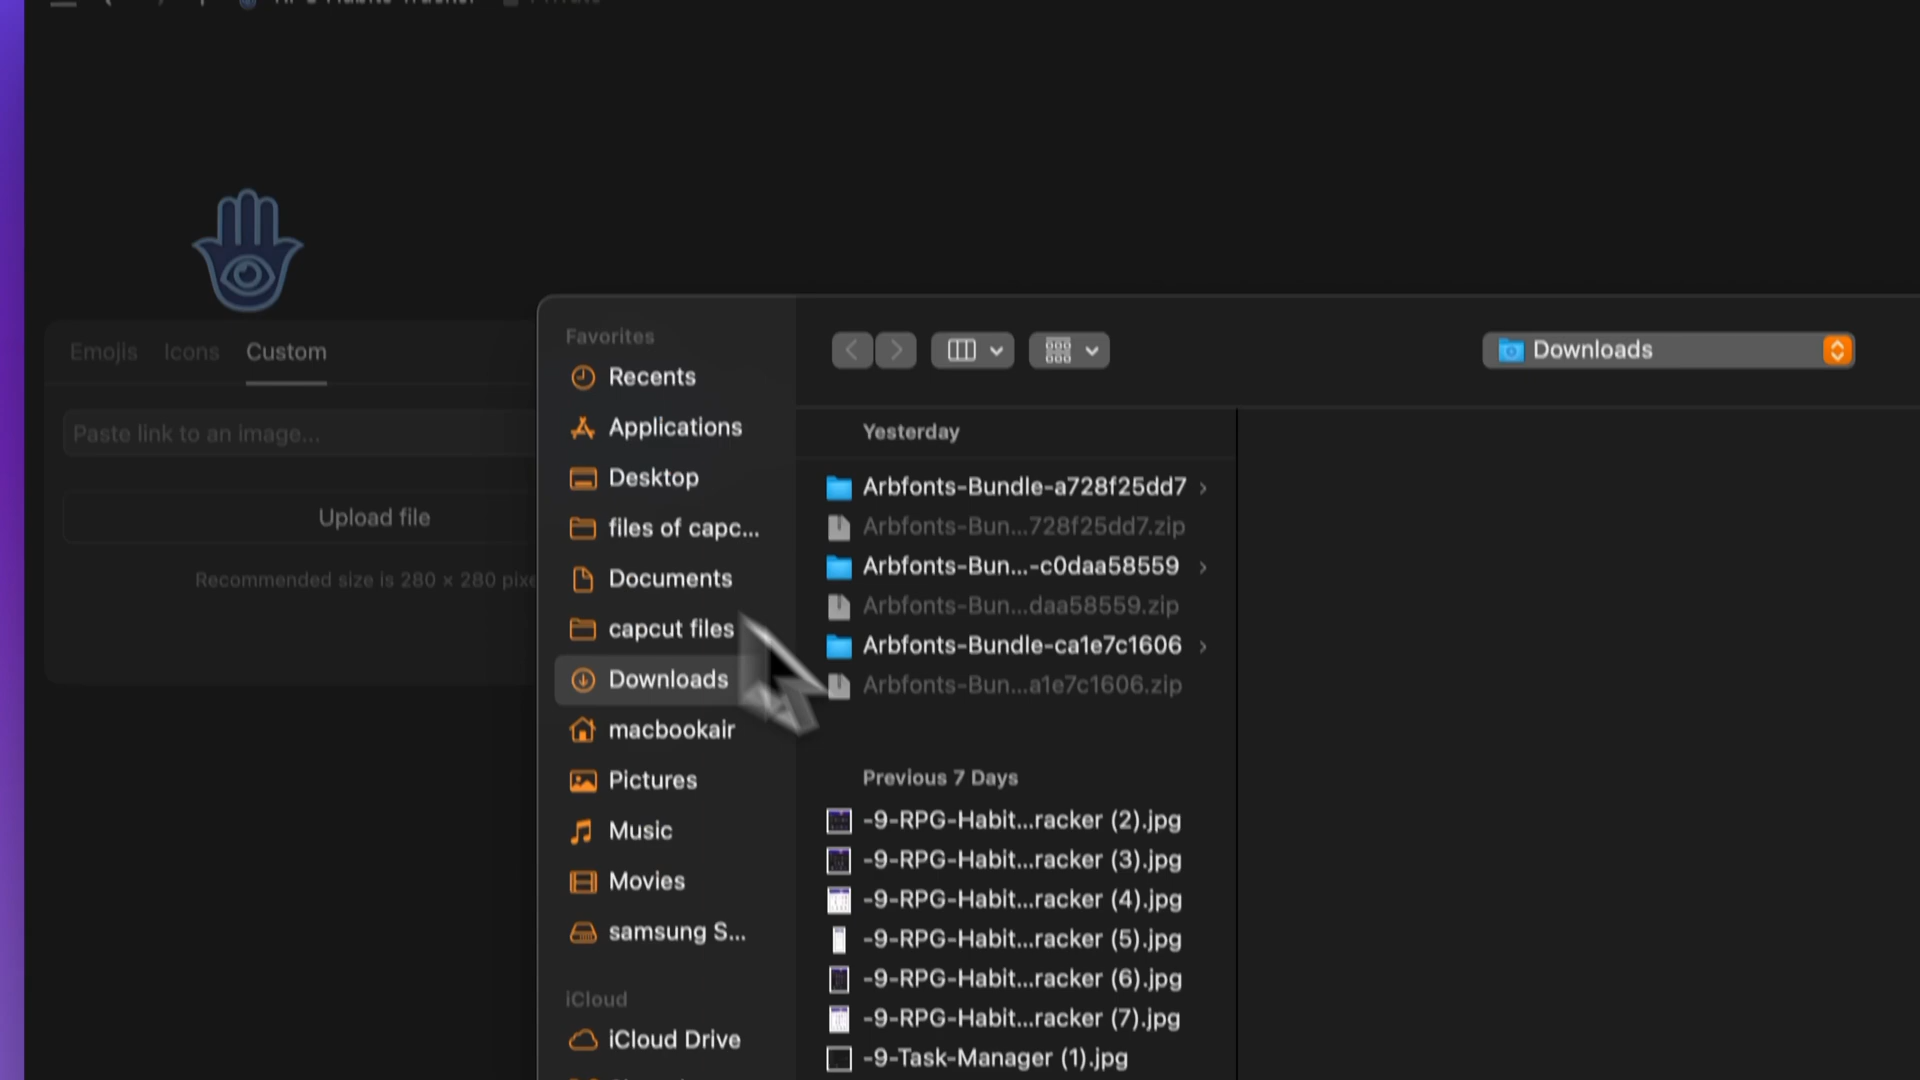 RPG Habits Tracker
Private
Emojis Icons Custom
Paste link to an image...
Upload file
Recommended size is 280 × 280 pixe
Favorites
Recents
Applications
Desktop
files of capc...
Documents
capcut files
Downloads
macbookair
Pictures
Music
Movies
samsung S...
iCloud
iCloud Drive
Downloads
Yesterday
Arbfonts-Bundle-a728f25dd7
Arbfonts-Bun...728f25dd7.zip
Arbfonts-Bun...-c0daa58559
Arbfonts-Bun...daa58559.zip
Arbfonts-Bundle-ca1e7c1606
Arbfonts-Bun...a1e7c1606.zip
Previous 7 Days
-9-RPG-Habit...racker (2).jpg
-9-RPG-Habit...racker (3).jpg
-9-RPG-Habit...racker (4).jpg
-9-RPG-Habit...racker (5).jpg
-9-RPG-Habit...racker (6).jpg
-9-RPG-Habit...racker (7).jpg
-9-Task-Manager (1).jpg